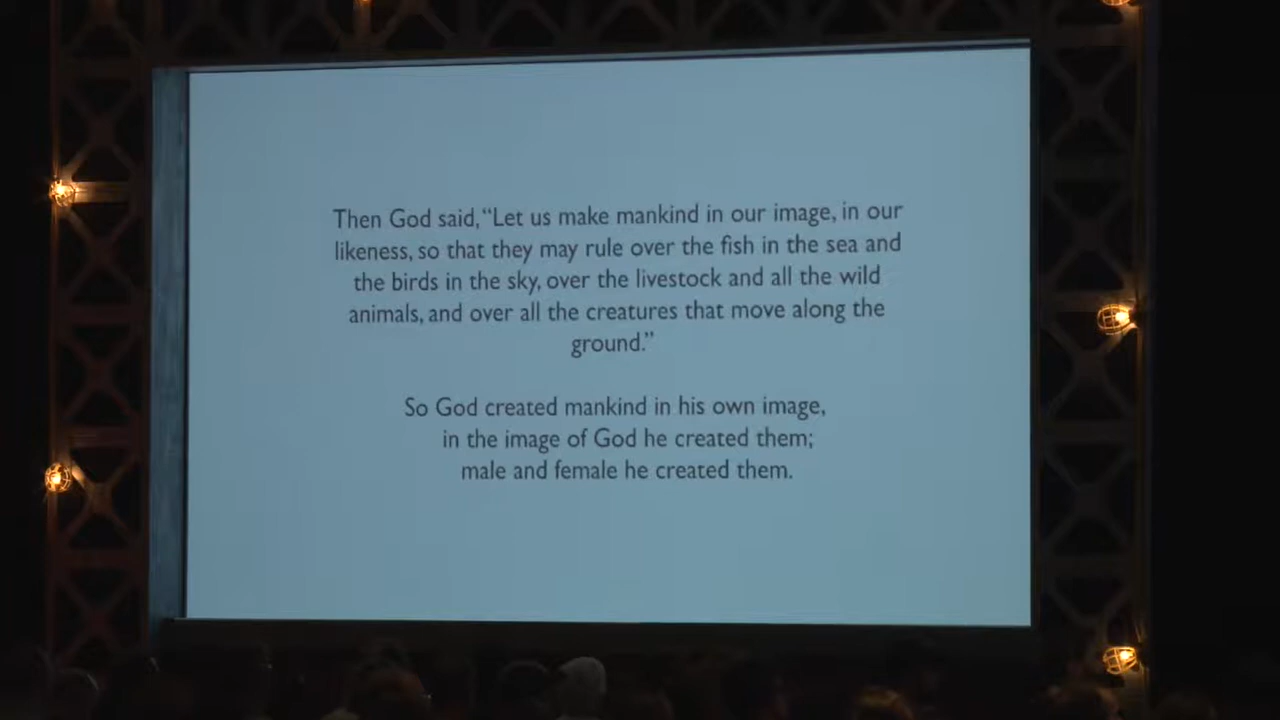 Then God said, “Let us make mankind in our image, in our
likeness, so that they may rule over the fish in the sea and
the birds in the sky, over the livestock and all the wild
animals, and over all the creatures that move along the
ground.”
So God created mankind in his own image,
in the image of God he created them;
male and female he created them.